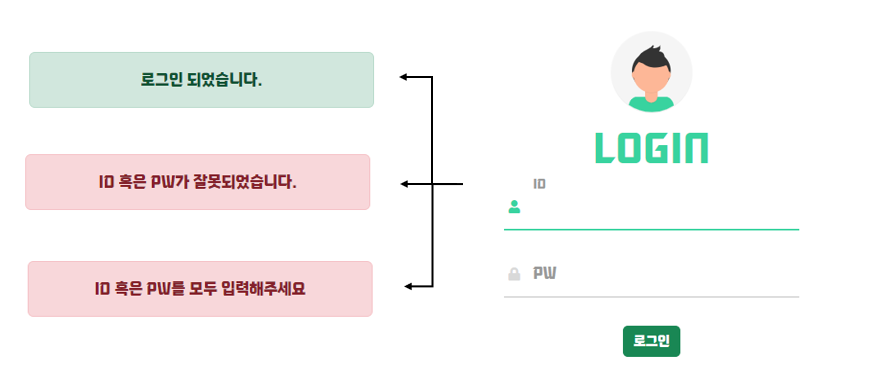 로그인 되었습니다.
ID 혹은 PW가 잘못되었습니다.
ID 혹은 PW를 모두 입력해주세요
LOGIN
ID
PW
로그인